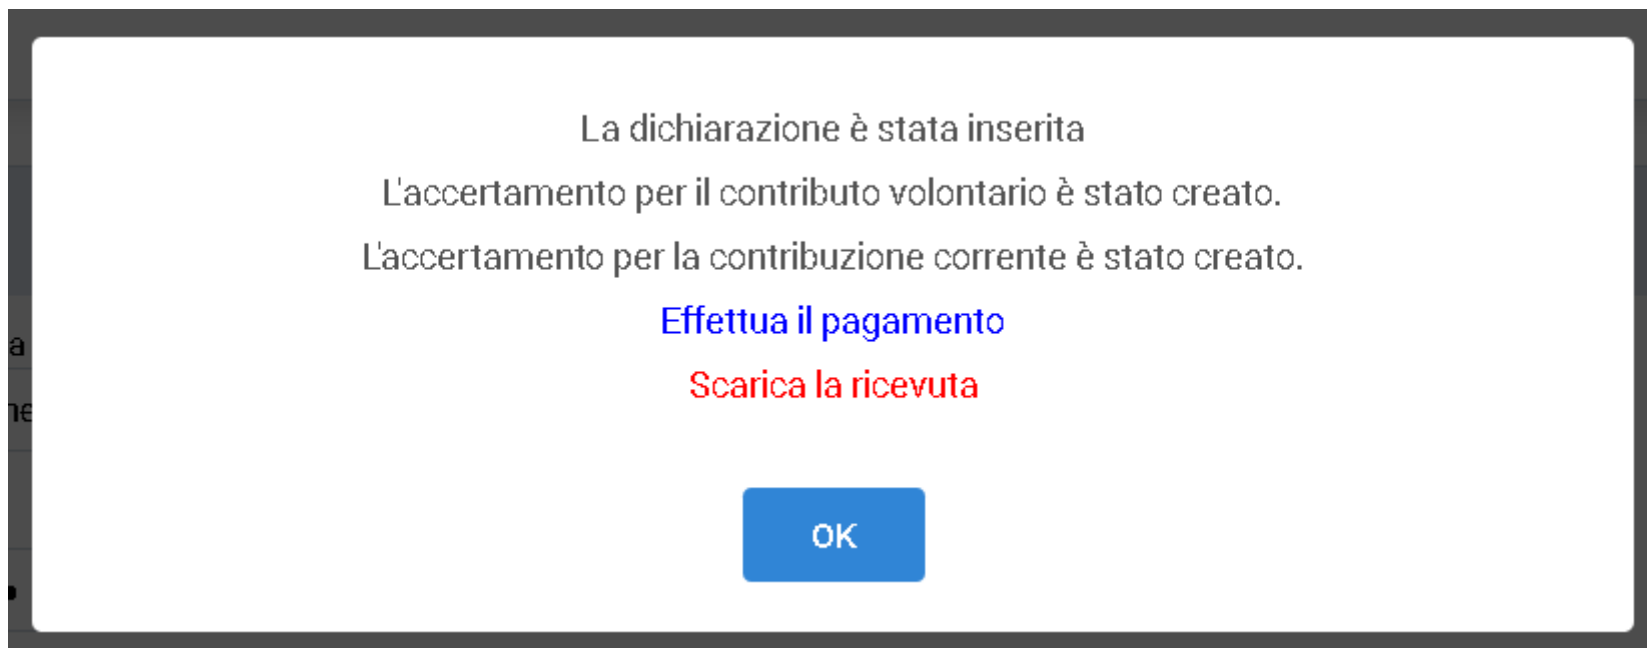 La dichiarazione è stata inserita
L'accertamento per il contributo volontario è stato creato.
L'accertamento per la contribuzione corrente è stato creato.
Effettua il pagamento
Scarica la ricevuta
OK